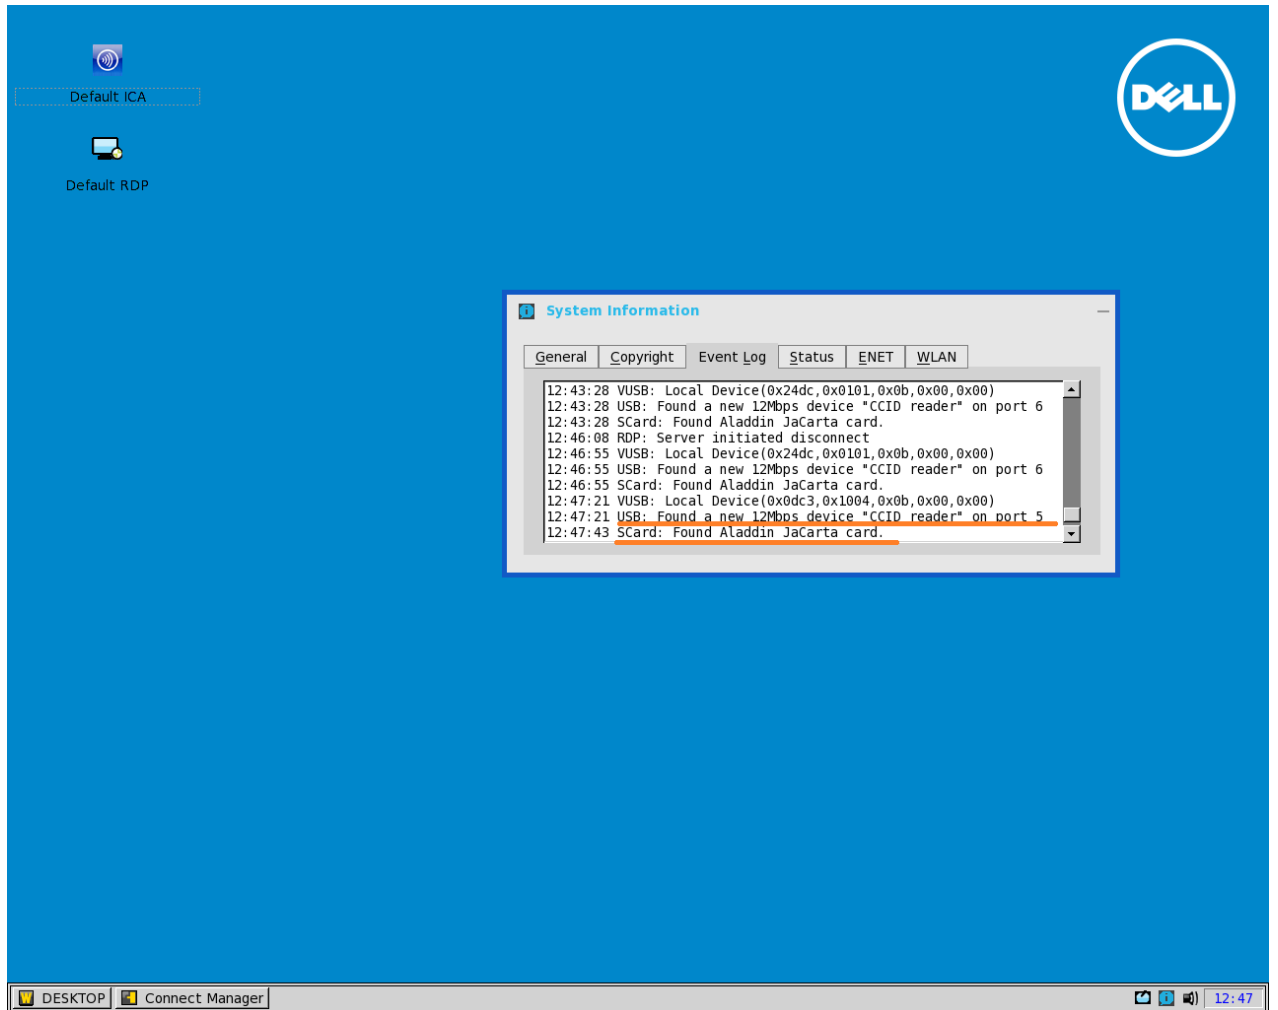 Default ICA
Default RDP
DELL
System Information
General Copyright Event Log Status ENET WLAN
12:43:28 VUSB: Local Device(0x24dc,0x0101,0x0b,0x00,0x00)
12:43:28 USB: Found a new 12Mbps device "CCID reader" on port 6
12:43:28 SCard: Found Aladdin JaCarta card.
12:46:08 RDP: Server initiated disconnect
12:46:55 VUSB: Local Device(0x24dc,0x0101,0x0b,0x00,0x00)
12:46:55 USB: Found a new 12Mbps device "CCID reader" on port 6
12:46:55 SCard: Found Aladdin JaCarta card.
12:47:21 VUSB: Local Device(0x0dc3,0x1004,0x0b,0x00,0x00)
12:47:21 USB: Found a new 12Mbps device "CCID reader" on port 5
12:47:43 SCard: Found Aladdin JaCarta card.
DESKTOP Connect Manager 12:47